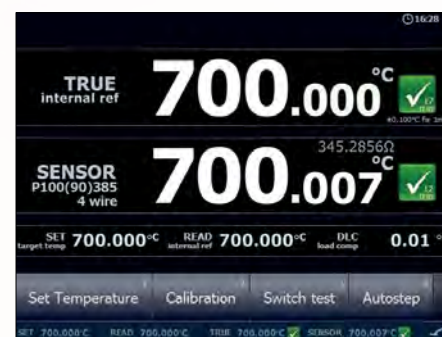 16:28
TRUE
internal ref
700.000 °C
±0.100°C for
SENSOR
P100(90)385
4 wire
345.2856Ω
700.007 °C
SET
target temp
700.000°C
READ
internal ref
700.000°C
DLC
load comp
0.01 °
Set Temperature Calibration Switch test Autostep
SET 700.000°C READ 700.000°C TRUE 700.000°C SENSOR 700.007°C